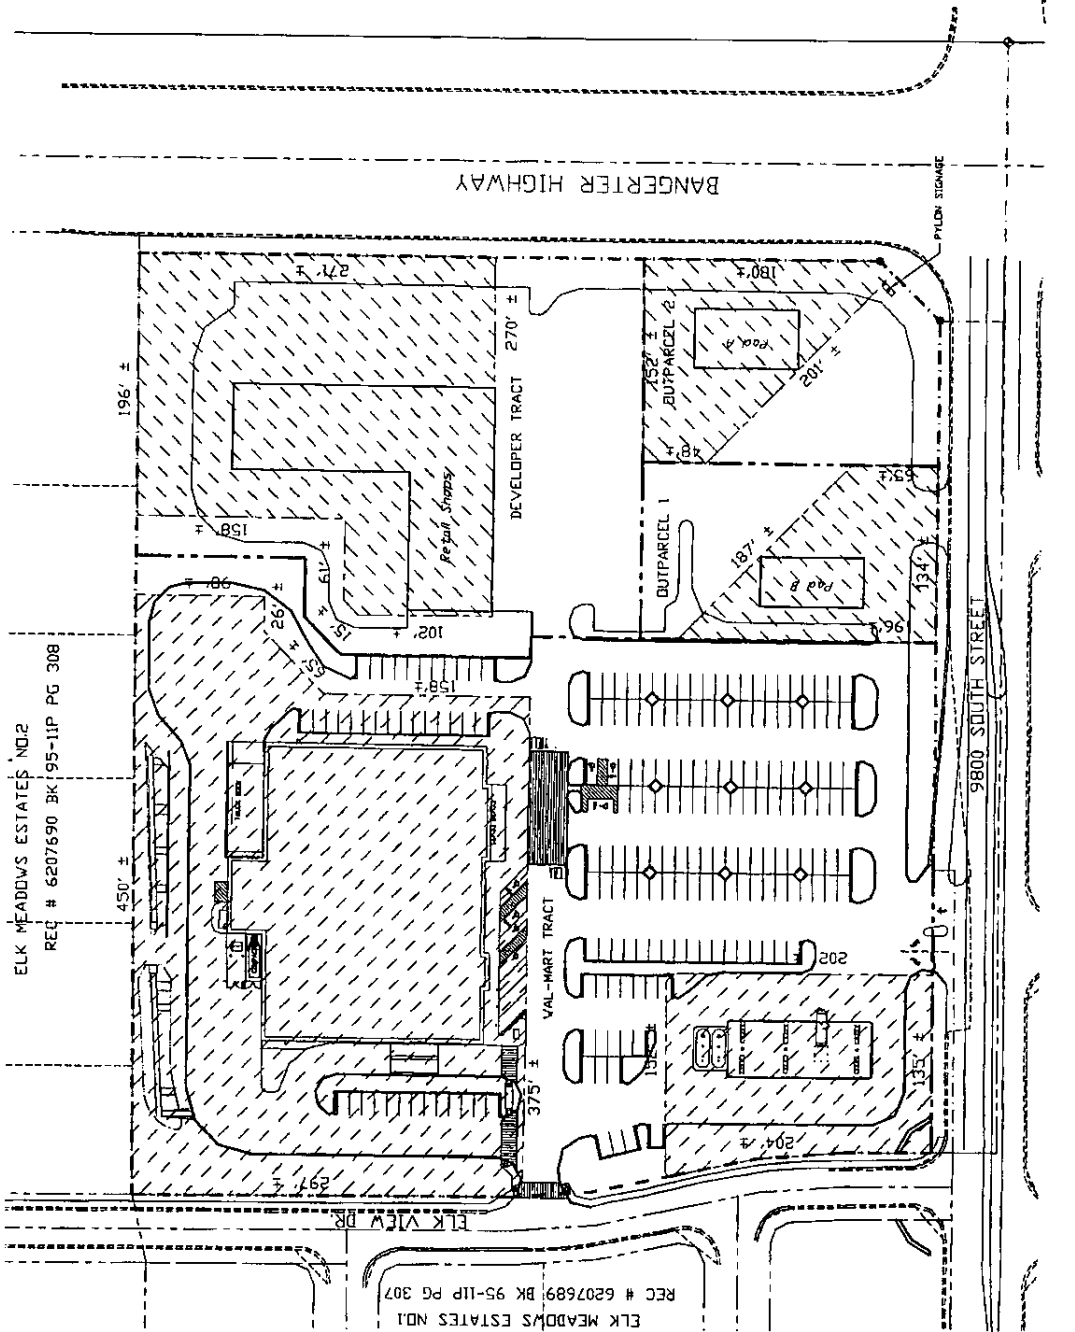 BANGERTER HIGHWAY
PYLON SIGNAGE
271' ±
180'±
270' ±
152' ±
OUTPARCEL 2
Pad A
201' ±
196' ±
DEVELOPER TRACT
48'±
65'±
Retail Shops
OUTPARCEL 1
187' ±
134' ±
Pad B
96'±
158' ±
61' ±
98' ±
26' ±
15' ±
102' ±
63' ±
158'±
9800 SOUTH STREET
ELK MEADOWS ESTATES NO.2
REC # 6207690 BK 95-11P PG 308
450' ±
WAL-MART TRACT
202' ±
375' ±
135' ±
204' ±
297' ±
ELK VIEW DR.
REC # 6207689 BK 95-11P PG 307
ELK MEADOWS ESTATES NO.1